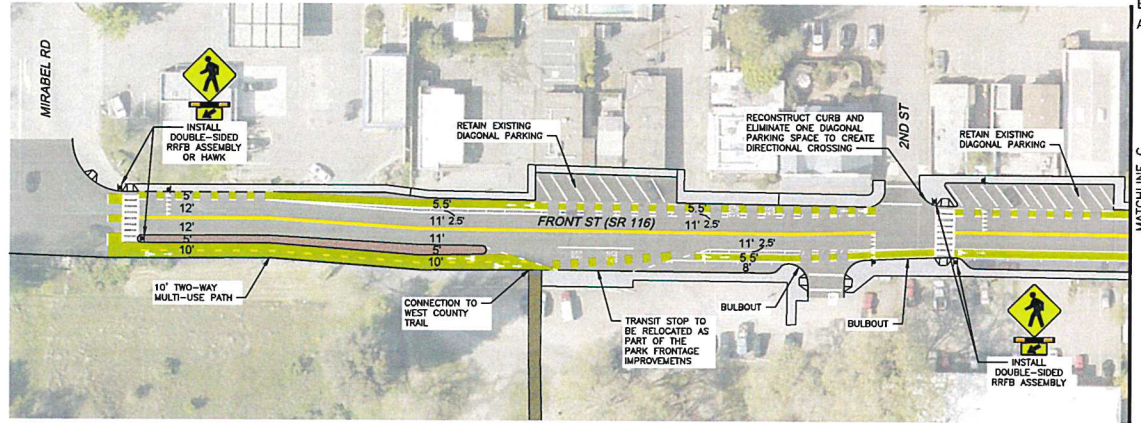 MIRABEL RD
INSTALL
DOUBLE-SIDED
RRFB ASSEMBLY
OR HAWK
RETAIN EXISTING
DIAGONAL PARKING
RECONSTRUCT CURB AND
ELIMINATE ONE DIAGONAL
PARKING SPACE TO CREATE
DIRECTIONAL CROSSING
2ND ST
RETAIN EXISTING
DIAGONAL PARKING
5'
12'
12'
5'
10'
5.5'
11' 2.5'
11'
5'
10'
FRONT ST (SR 116)
5.5'
11' 2.5'
11' 2.5'
5 5'
8'
10' TWO-WAY
MULTI-USE PATH
CONNECTION TO
WEST COUNTY
TRAIL
TRANSIT STOP TO
BE RELOCATED AS
PART OF THE
PARK FRONTAGE
IMPROVEMETNS
BULBOUT
BULBOUT
INSTALL
DOUBLE-SIDED
RRFB ASSEMBLY